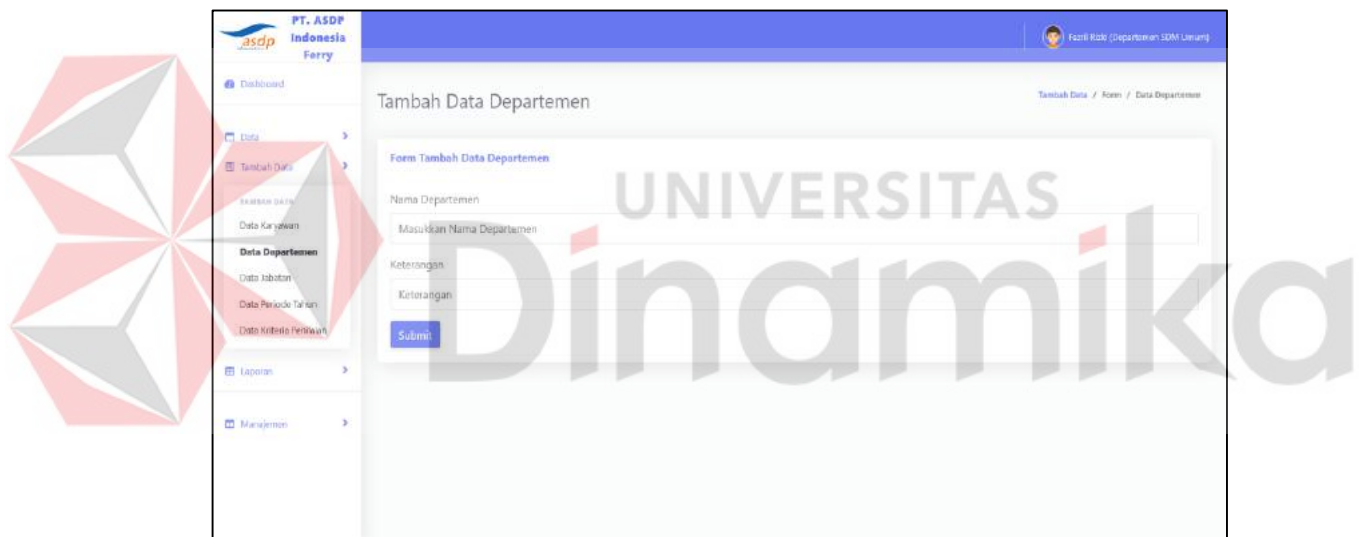 PT. ASDP
Indonesia
Ferry
asdp
Fazril Rizki (Departemen SDM Umum)
Dashboard
Tambah Data Departemen
Tambah Data / Form / Data Departemen
Data
Tambah Data
TAMBAH DATA
Data Karyawan
Data Departemen
Data Jabatan
Data Periode Tahun
Data Kriteria Penilaian
Laporan
Manajemen
Form Tambah Data Departemen
Nama Departemen
Masukkan Nama Departemen
Keterangan
Keterangan
Submit
UNIVERSITAS
Dinamika